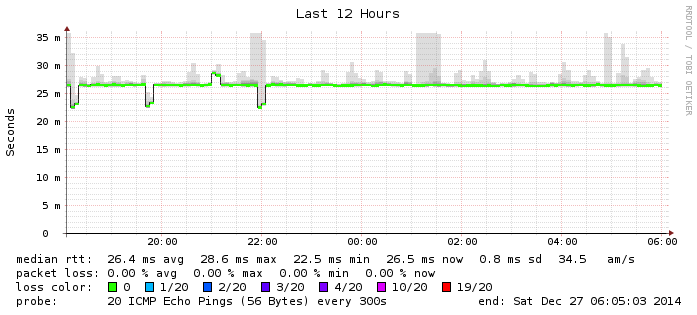 Last 12 Hours
RRDTOOL / TOBI OETIKER
Seconds
35 m
30 m
25 m
20 m
15 m
10 m
5 m
0
20:00 22:00 00:00 02:00 04:00 06:00
median rtt: 26.4 ms avg 28.6 ms max 22.5 ms min 26.5 ms now 0.8 ms sd 34.5 am/s
packet loss: 0.00 % avg 0.00 % max 0.00 % min 0.00 % now
loss color: 0 1/20 2/20 3/20 4/20 10/20 19/20
probe: 20 ICMP Echo Pings (56 Bytes) every 300s end: Sat Dec 27 06:05:03 2014